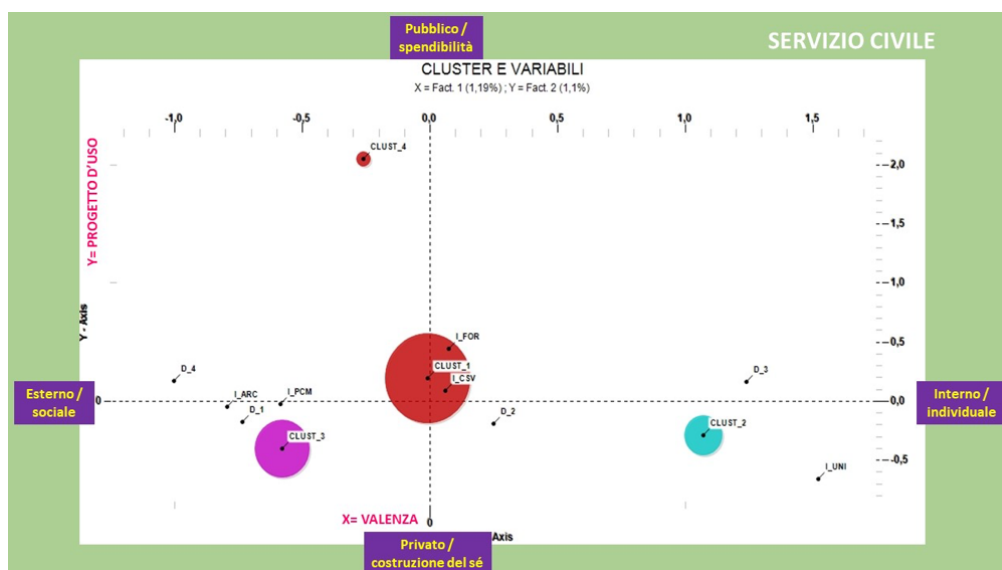 Pubblico /
spendibilità
SERVIZIO CIVILE
CLUSTER E VARIABILI
X = Fact. 1 (1,19%) ; Y = Fact. 2 (1,1%)
-1,0
-0,5
0,0
0,5
1,0
1,5
CLUST_4
2,0
Y= PROGETTO D'USO
1,5
1,0
Y - Axis
I_FOR
0,5
CLUST_1
D_4
I_CSV
D_3
Esterno /
sociale
0
I_ARC
I_PCM
0,0
Interno /
individuale
D_1
D_2
CLUST_3
CLUST_2
-0,5
I_UNI
X= VALENZA
0
Axis
Privato /
costruzione del sé